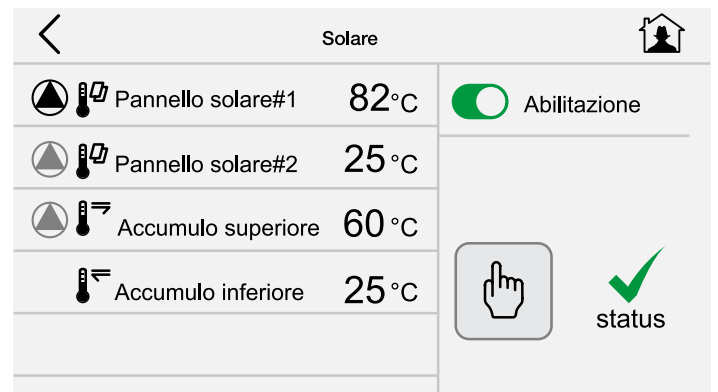 Solare
Pannello solare#1 82°C
Abilitazione
Pannello solare#2 25°C
Accumulo superiore 60°C
Accumulo inferiore 25°C
status